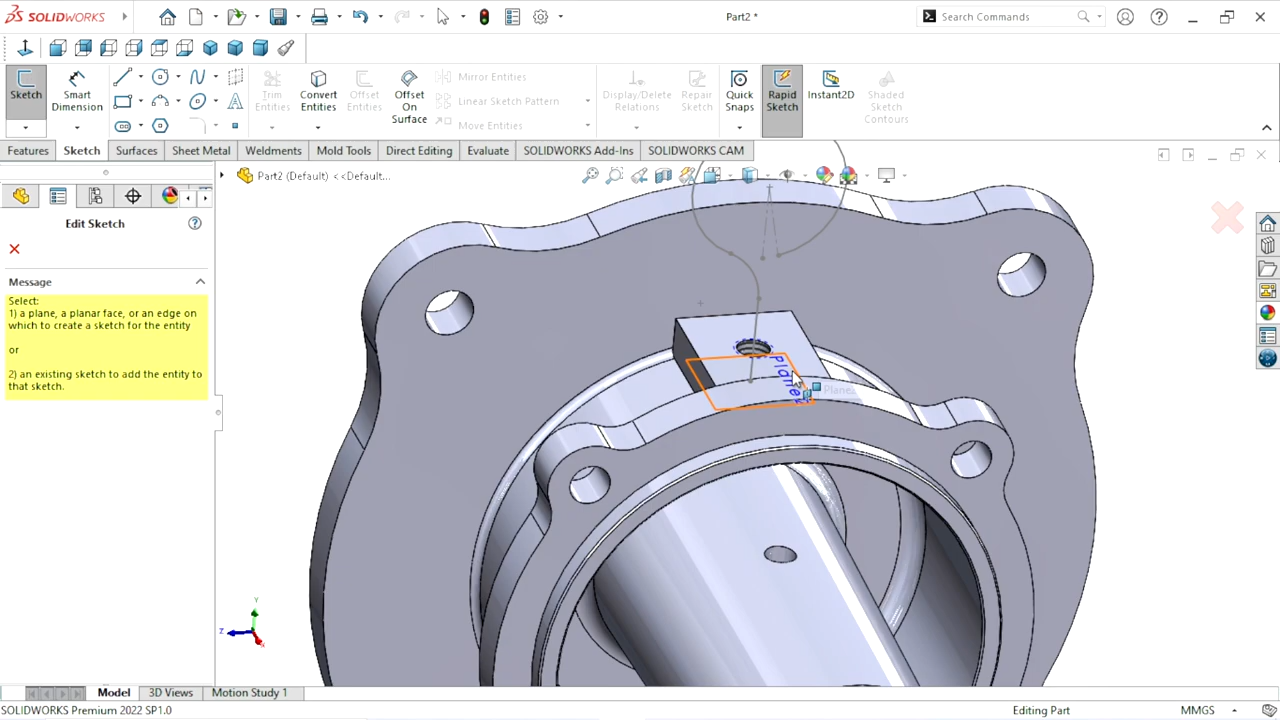 SOLIDWORKS
Part2 *
Search Commands
Sketch
Smart Dimension
Trim Entities
Convert Entities
Offset Entities
Offset On Surface
Mirror Entities
Linear Sketch Pattern
Move Entities
Display/Delete Relations
Repair Sketch
Quick Snaps
Rapid Sketch
Instant2D
Shaded Sketch Contours
Features
Sketch
Surfaces
Sheet Metal
Weldments
Mold Tools
Direct Editing
Evaluate
SOLIDWORKS Add-Ins
SOLIDWORKS CAM
Part2 (Default) <<Default...
Edit Sketch
Message
Select:
1) a plane, a planar face, or an edge on
which to create a sketch for the entity
or
2) an existing sketch to add the entity to
that sketch.
Y
Z
X
Model
3D Views
Motion Study 1
SOLIDWORKS Premium 2022 SP1.0
Editing Part
MMGS